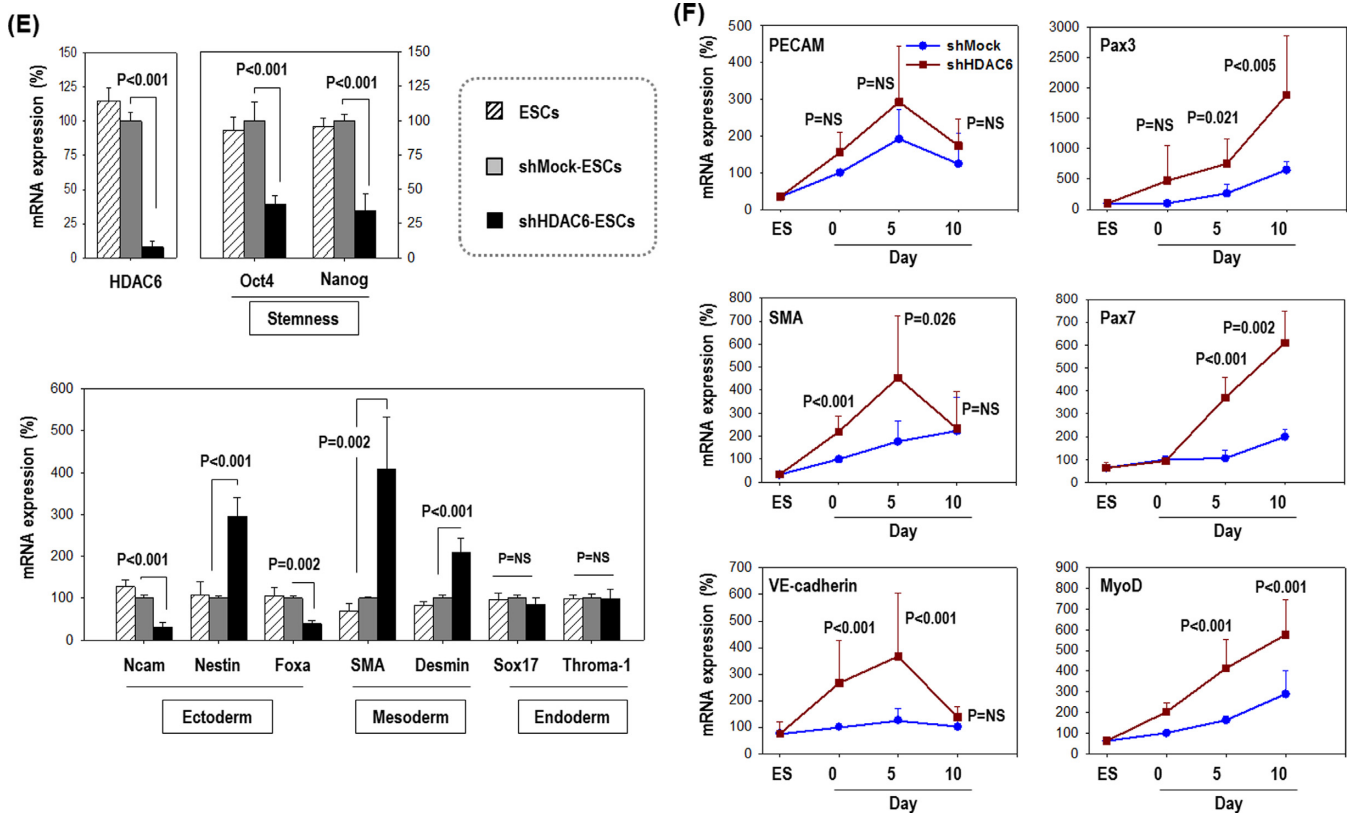 (E)
mRNA expression (%)
150
125
100
75
50
25
0
P<0.001
HDAC6
P<0.001
P<0.001
150
125
100
75
50
25
0
Oct4 Nanog
Stemness
ESCs
shMock-ESCs
shHDAC6-ESCs
mRNA expression (%)
600
500
400
300
200
100
0
P<0.001
P<0.001
P=0.002
P=0.002
P<0.001
P=NS
P=NS
Ncam Nestin Foxa SMA Desmin Sox17 Throma-1
Ectoderm Mesoderm Endoderm
(F)
mRNA expression (%)
500
400
300
200
100
0
PECAM
shMock
shHDAC6
P=NS
P=NS
P=NS
ES 0 5 10
Day
3000
2500
2000
1500
1000
500
0
Pax3
P=NS
P=0.021
P<0.005
ES 0 5 10
Day
mRNA expression (%)
800
700
600
500
400
300
200
100
0
SMA
P<0.001
P=0.026
P=NS
ES 0 5 10
Day
800
700
600
500
400
300
200
100
0
Pax7
P<0.001
P=0.002
ES 0 5 10
Day
mRNA expression (%)
700
600
500
400
300
200
100
0
VE-cadherin
P<0.001
P<0.001
P=NS
ES 0 5 10
Day
900
800
700
600
500
400
300
200
100
0
MyoD
P<0.001
P<0.001
ES 0 5 10
Day